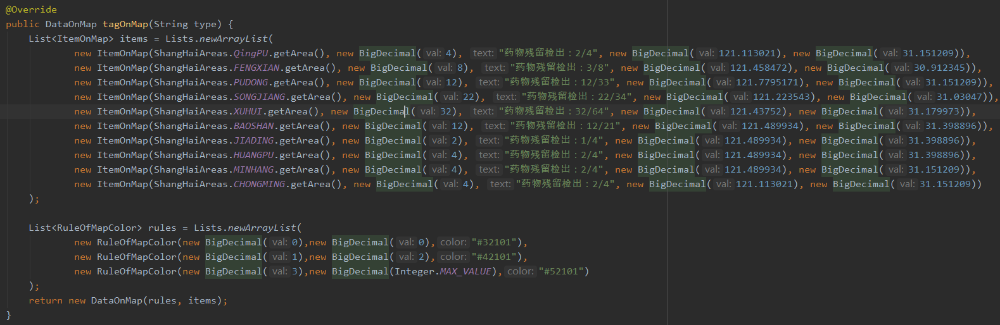 @Override
public DataOnMap tagOnMap(String type) {
List<ItemOnMap> items = Lists.newArrayList(
new ItemOnMap(ShangHaiAreas.QingPU.getArea(), new BigDecimal( val: 4), text: "药物残留检出：2/4", new BigDecimal( val: 121.113021), new BigDecimal( val: 31.151209)),
new ItemOnMap(ShangHaiAreas.FENGXIAN.getArea(), new BigDecimal( val: 8), text: "药物残留检出：3/8", new BigDecimal( val: 121.458472), new BigDecimal( val: 30.912345)),
new ItemOnMap(ShangHaiAreas.PUDONG.getArea(), new BigDecimal( val: 12), text: "药物残留检出：12/33", new BigDecimal( val: 121.7795171), new BigDecimal( val: 31.151209)),
new ItemOnMap(ShangHaiAreas.SONGJIANG.getArea(), new BigDecimal( val: 22), text: "药物残留检出：22/34", new BigDecimal( val: 121.223543), new BigDecimal( val: 31.03047)),
new ItemOnMap(ShangHaiAreas.XUHUI.getArea(), new BigDecimal( val: 32), text: "药物残留检出：32/64", new BigDecimal( val: 121.43752), new BigDecimal( val: 31.179973)),
new ItemOnMap(ShangHaiAreas.BAOSHAN.getArea(), new BigDecimal( val: 12), text: "药物残留检出：12/21", new BigDecimal( val: 121.489934), new BigDecimal( val: 31.398896)),
new ItemOnMap(ShangHaiAreas.JIADING.getArea(), new BigDecimal( val: 2), text: "药物残留检出：1/4", new BigDecimal( val: 121.489934), new BigDecimal( val: 31.398896)),
new ItemOnMap(ShangHaiAreas.HUANGPU.getArea(), new BigDecimal( val: 4), text: "药物残留检出：2/4", new BigDecimal( val: 121.489934), new BigDecimal( val: 31.398896)),
new ItemOnMap(ShangHaiAreas.MINHANG.getArea(), new BigDecimal( val: 4), text: "药物残留检出：2/4", new BigDecimal( val: 121.489934), new BigDecimal( val: 31.151209)),
new ItemOnMap(ShangHaiAreas.CHONGMING.getArea(), new BigDecimal( val: 4), text: "药物残留检出：2/4", new BigDecimal( val: 121.113021), new BigDecimal( val: 31.151209))
);
List<RuleOfMapColor> rules = Lists.newArrayList(
new RuleOfMapColor(new BigDecimal( val: 0),new BigDecimal( val: 0), color: "#32101"),
new RuleOfMapColor(new BigDecimal( val: 1),new BigDecimal( val: 2), color: "#42101"),
new RuleOfMapColor(new BigDecimal( val: 3),new BigDecimal(Integer.MAX_VALUE), color: "#52101")
);
return new DataOnMap(rules, items);
}